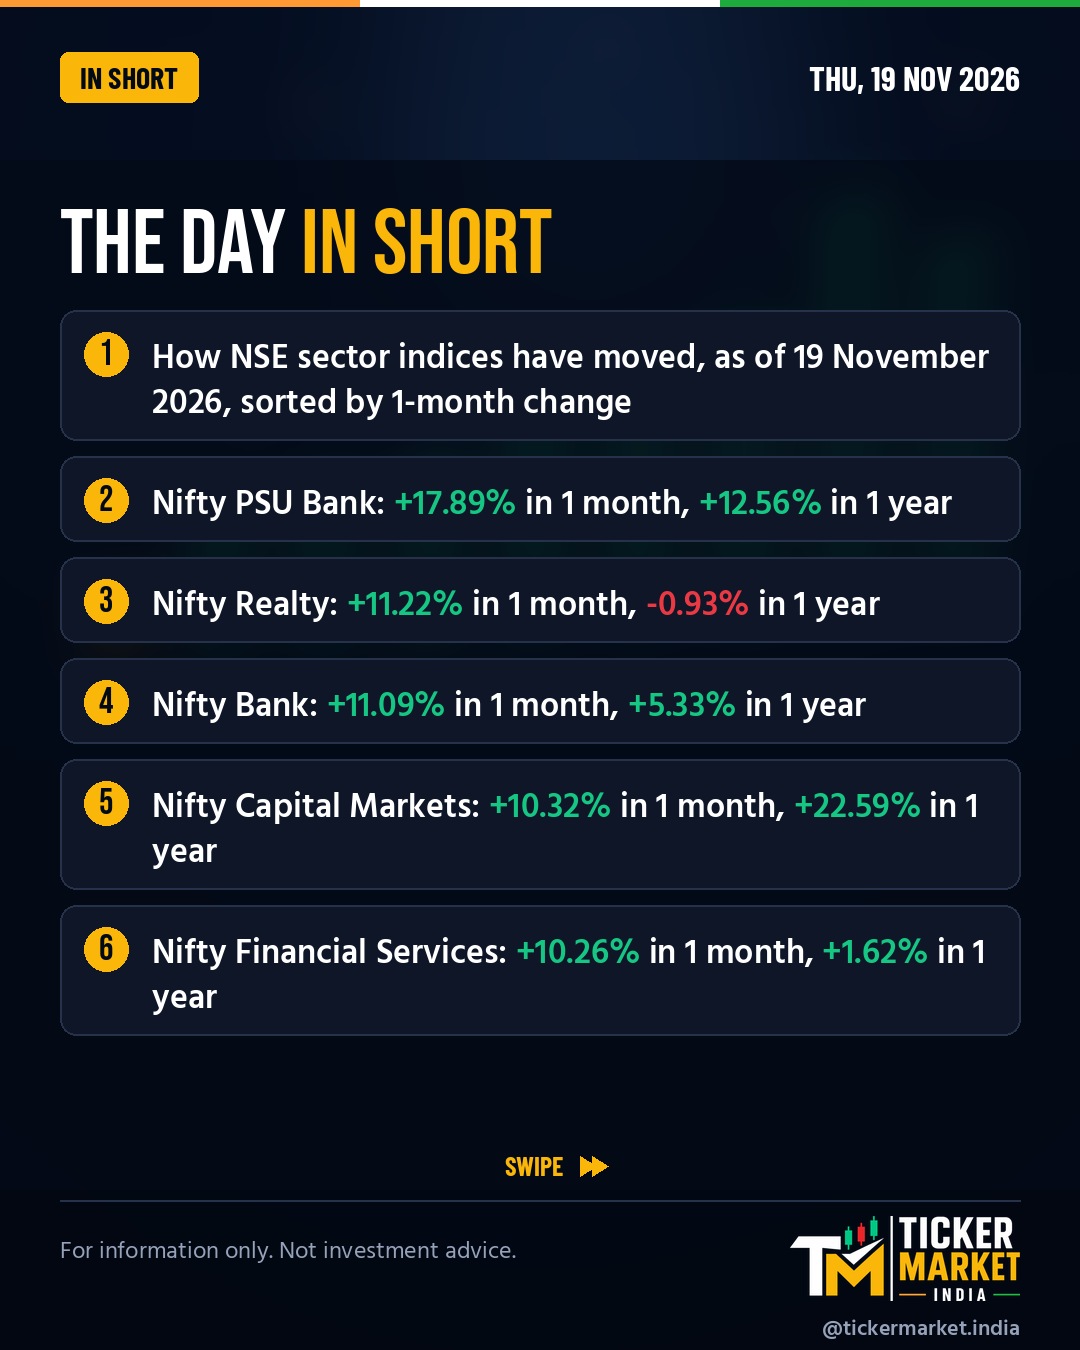 IN SHORT
THU, 19 NOV 2026
THE DAY IN SHORT
1
How NSE sector indices have moved, as of 19 November
2026, sorted by 1-month change
2
Nifty PSU Bank: +17.89% in 1 month, +12.56% in 1 year
3
Nifty Realty: +11.22% in 1 month, -0.93% in 1 year
4
Nifty Bank: +11.09% in 1 month, +5.33% in 1 year
5
Nifty Capital Markets: +10.32% in 1 month, +22.59% in 1
year
6
Nifty Financial Services: +10.26% in 1 month, +1.62% in 1
year
SWIPE
For information only. Not investment advice.
TM
TICKER
MARKET
INDIA
@tickermarket.india